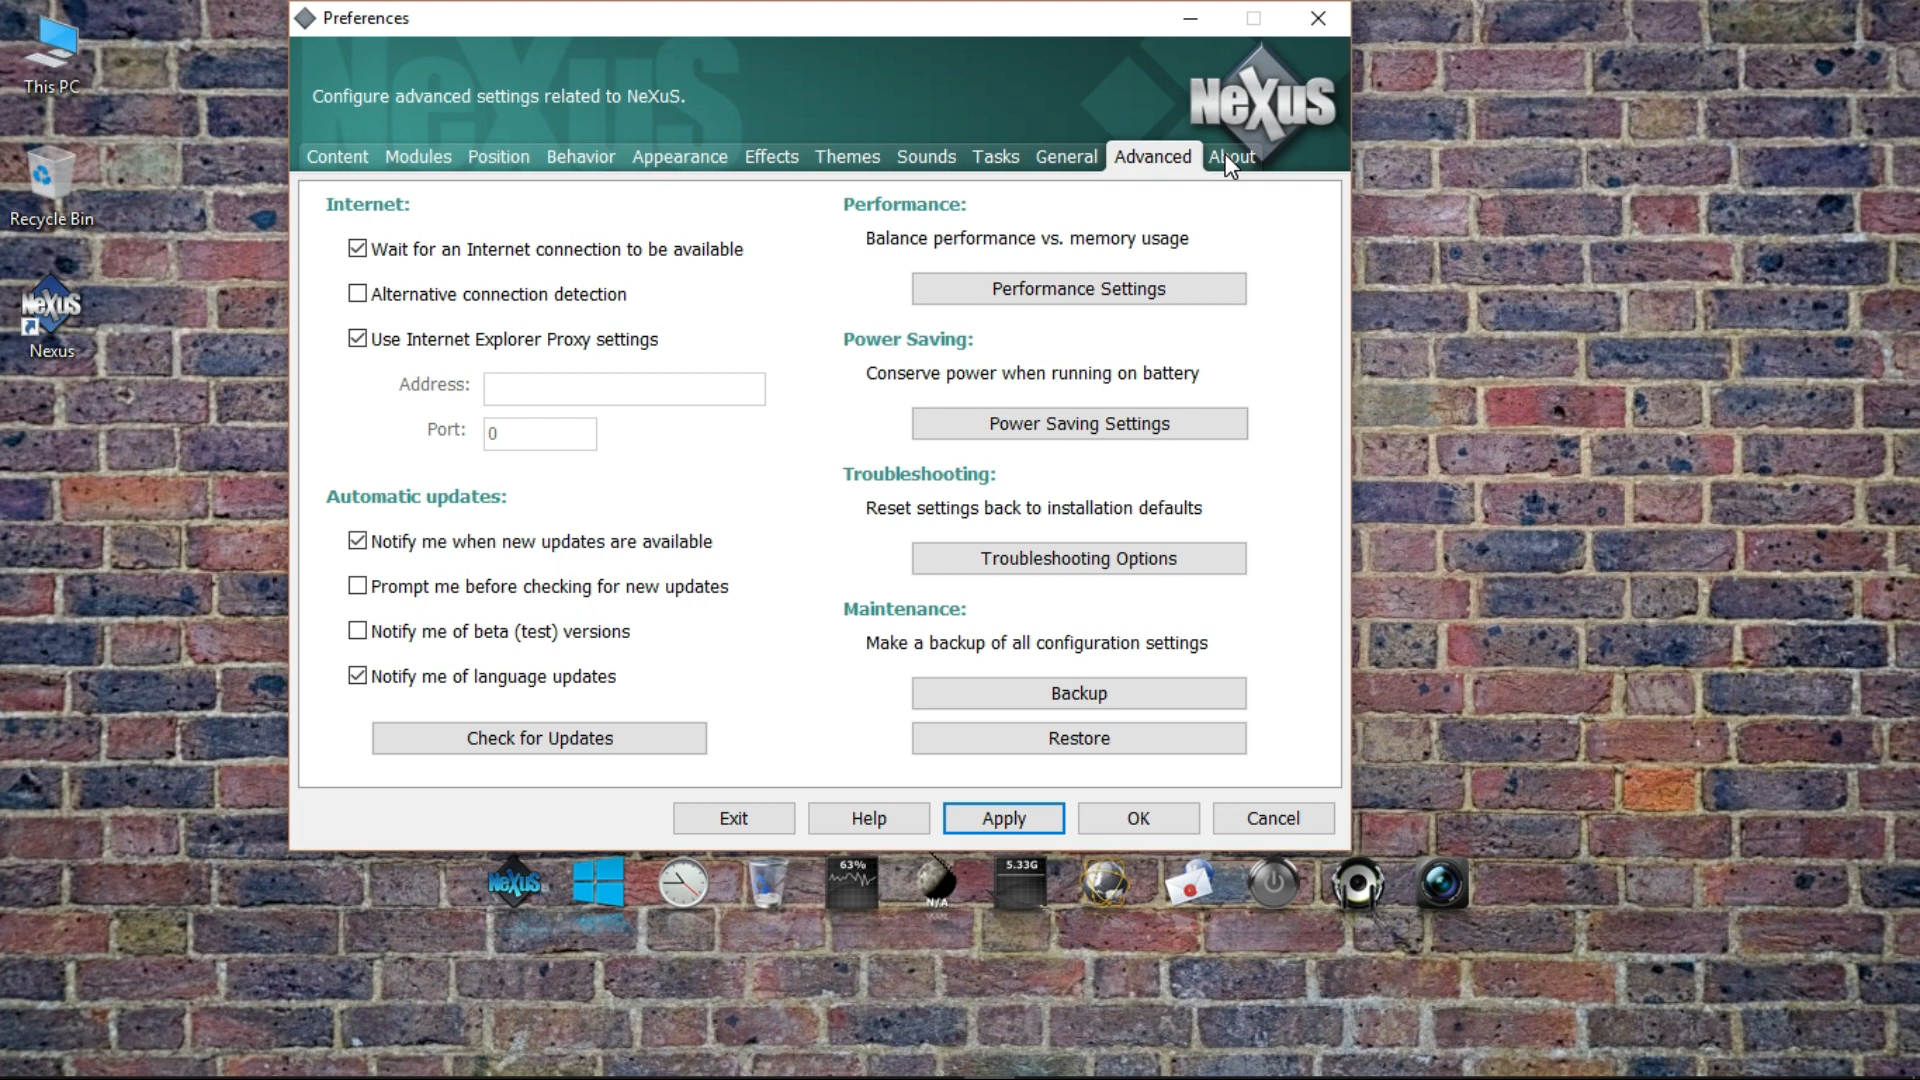 Preferences
This PC
Recycle Bin
NeXuS
Nexus
NeXuS
Configure advanced settings related to NeXuS.
NeXuS
Content Modules Position Behavior Appearance Effects Themes Sounds Tasks General Advanced About
Internet:
Wait for an Internet connection to be available
Alternative connection detection
Use Internet Explorer Proxy settings
Address:
Port: 0
Automatic updates:
Notify me when new updates are available
Prompt me before checking for new updates
Notify me of beta (test) versions
Notify me of language updates
Check for Updates
Performance:
Balance performance vs. memory usage
Performance Settings
Power Saving:
Conserve power when running on battery
Power Saving Settings
Troubleshooting:
Reset settings back to installation defaults
Troubleshooting Options
Maintenance:
Make a backup of all configuration settings
Backup
Restore
Exit Help Apply OK Cancel
NeXuS
63%
N/A
5.33G